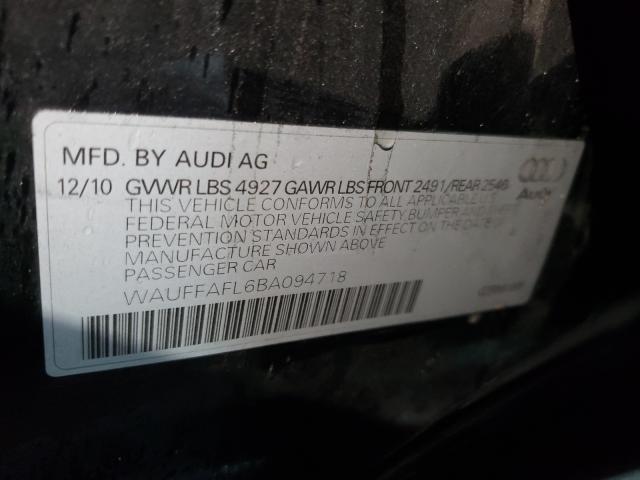 MFD. BY AUDI AG
12/10 GVWR LBS 4927 GAWR LBS FRONT 2491/REAR 2546
THIS VEHICLE CONFORMS TO ALL APPLICABLE U.S.
FEDERAL MOTOR VEHICLE SAFETY BUMPER AND THEFT
PREVENTION STANDARDS IN EFFECT ON THE DATE OF
MANUFACTURE SHOWN ABOVE
PASSENGER CAR
WAUFFAFL6BA094718
Audi